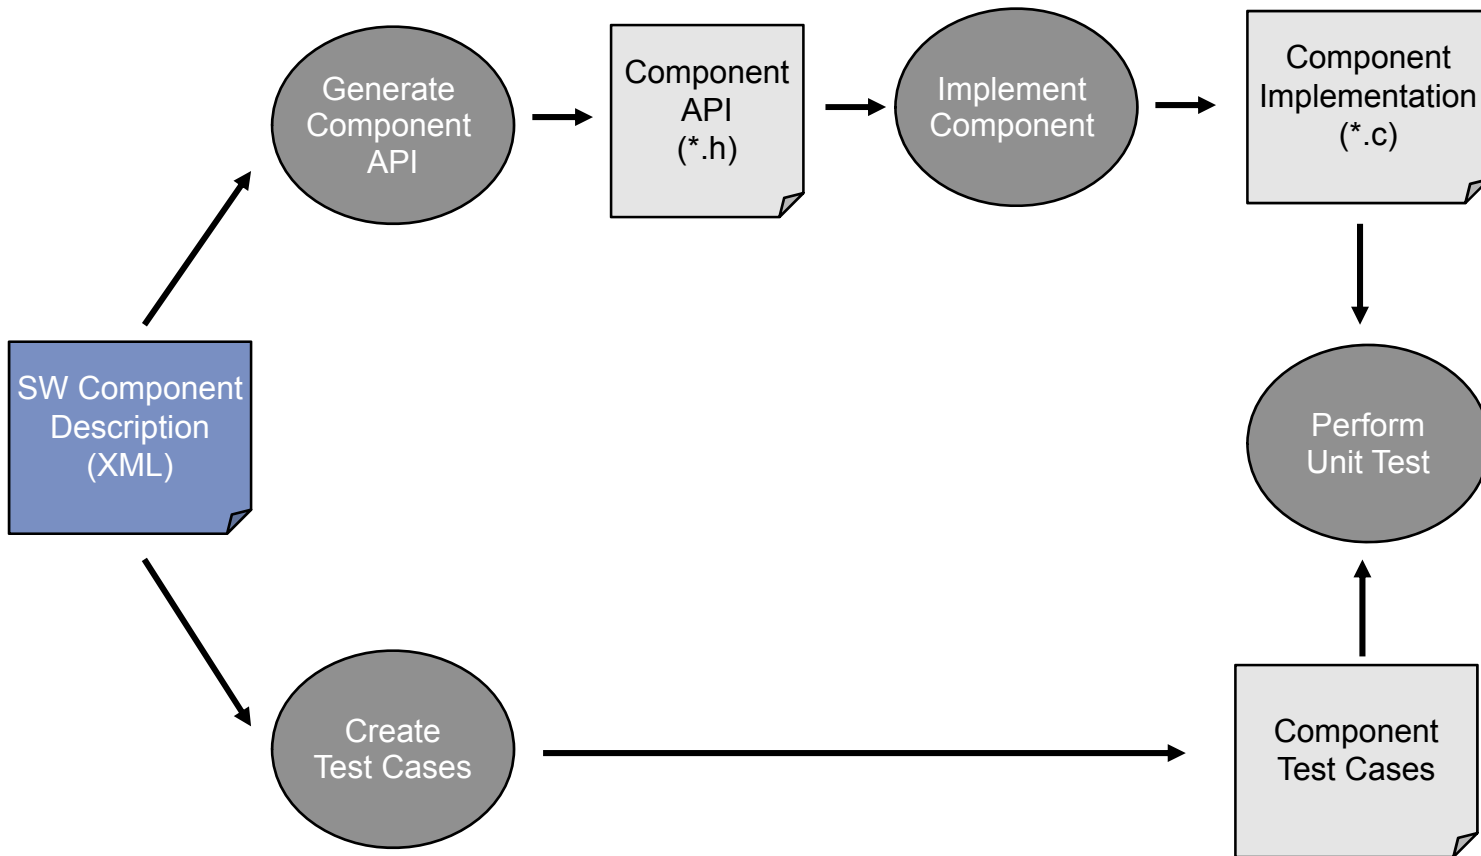 Generate
Component
API
Component
API
(*.h)
Implement
Component
Component
Implementation
(*.c)
SW Component
Description
(XML)
Perform
Unit Test
Create
Test Cases
Component
Test Cases